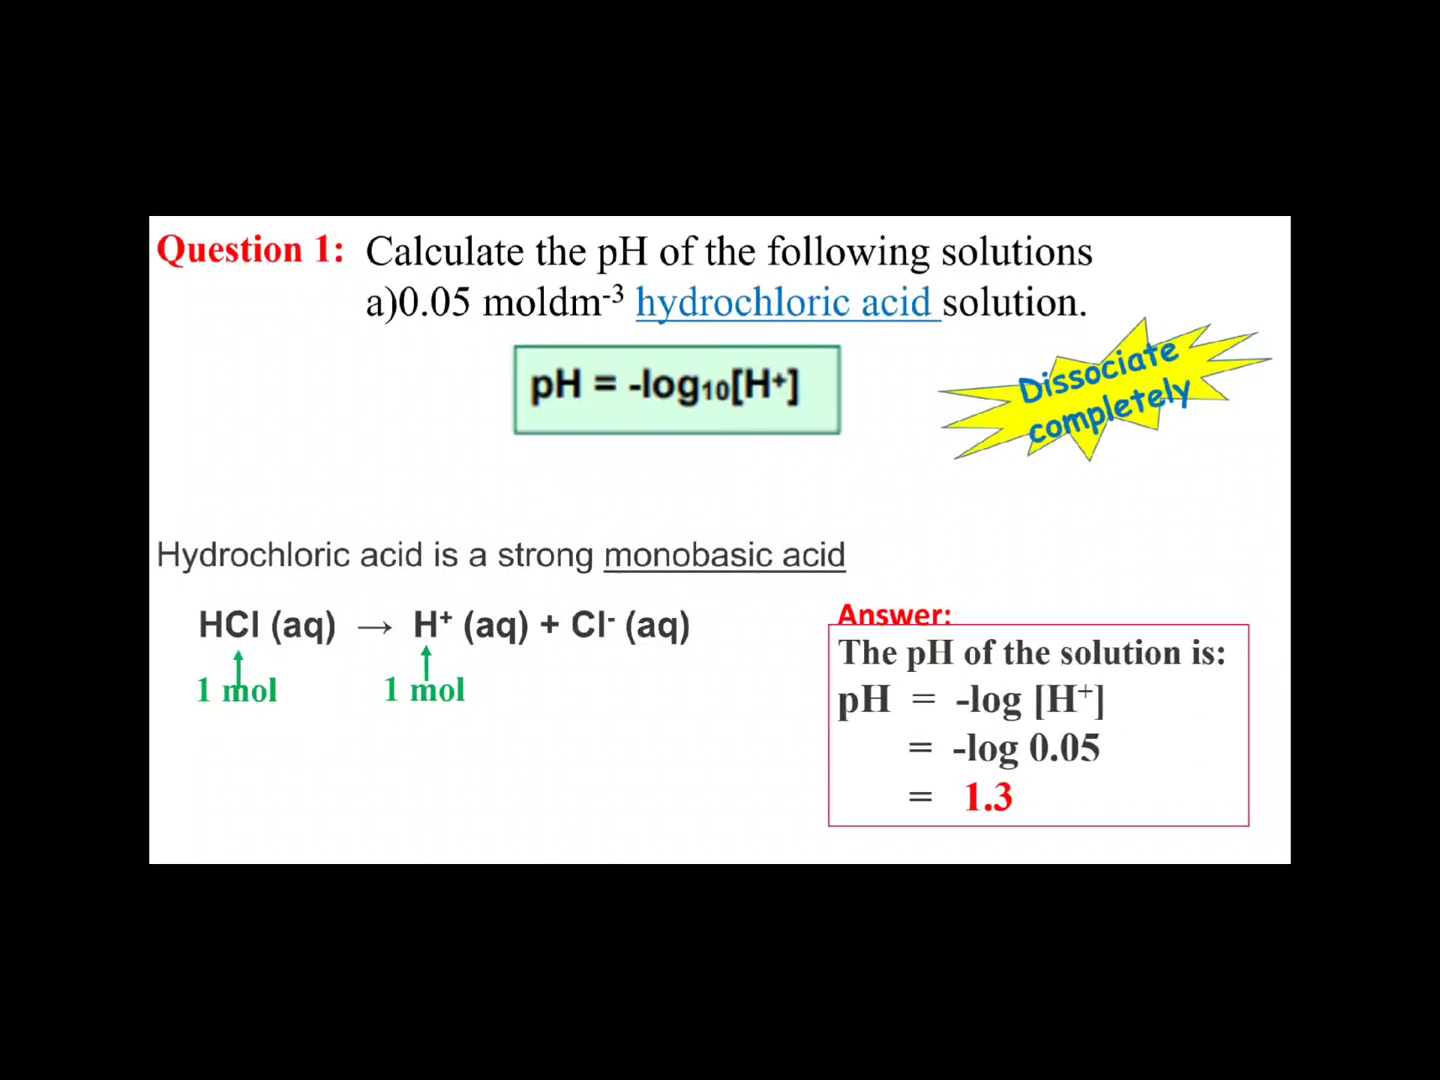 Question 1: Calculate the pH of the following solutions
a)0.05 moldm⁻³ hydrochloric acid solution.
pH = -log₁₀[H⁺]
Dissociate
completely
Hydrochloric acid is a strong monobasic acid
HCl (aq) → H⁺ (aq) + Cl⁻ (aq)
1 mol 1 mol
Answer:
The pH of the solution is:
pH = -log [H⁺]
= -log 0.05
= 1.3